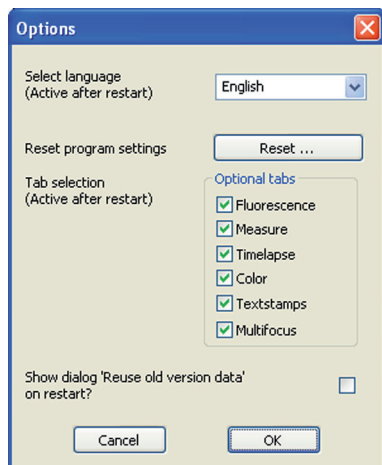 Options
Select language
(Active after restart)
English
Reset program settings
Reset ...
Tab selection
(Active after restart)
Optional tabs
Fluorescence
Measure
Timelapse
Color
Textstamps
Multifocus
Show dialog 'Reuse old version data'
on restart?
Cancel
OK